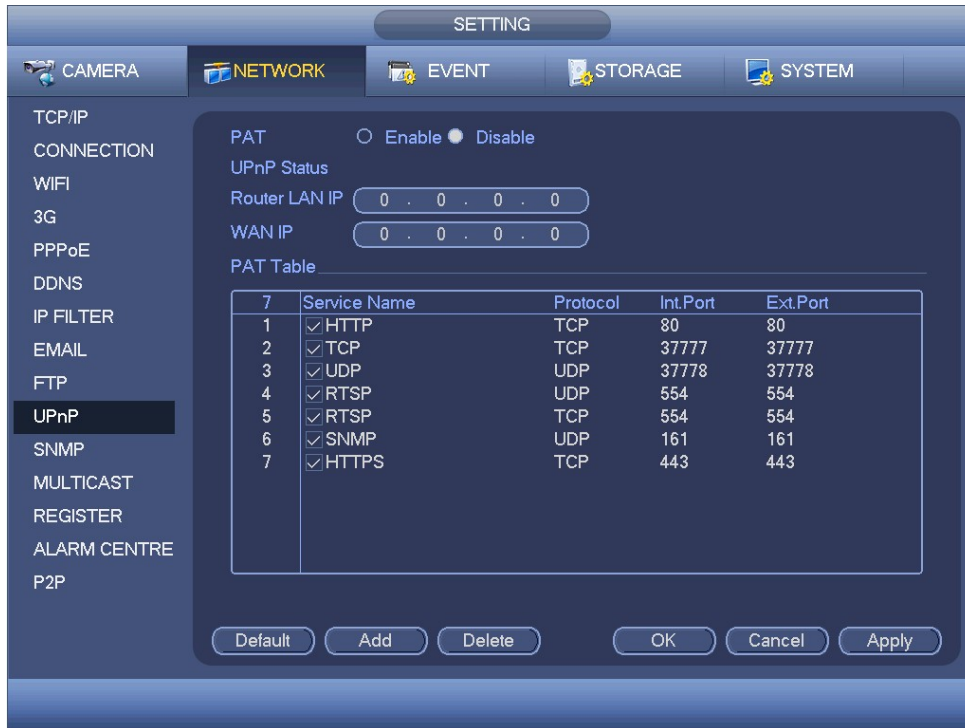 SETTING
CAMERA NETWORK EVENT STORAGE SYSTEM
TCP/IP
CONNECTION
WIFI
3G
PPPoE
DDNS
IP FILTER
EMAIL
FTP
UPnP
SNMP
MULTICAST
REGISTER
ALARM CENTRE
P2P
PAT Enable Disable
UPnP Status
Router LAN IP 0 . 0 . 0 . 0
WAN IP 0 . 0 . 0 . 0
PAT Table
7 Service Name Protocol Int.Port Ext.Port
1 HTTP TCP 80 80
2 TCP TCP 37777 37777
3 UDP UDP 37778 37778
4 RTSP UDP 554 554
5 RTSP TCP 554 554
6 SNMP UDP 161 161
7 HTTPS TCP 443 443
Default Add Delete OK Cancel Apply